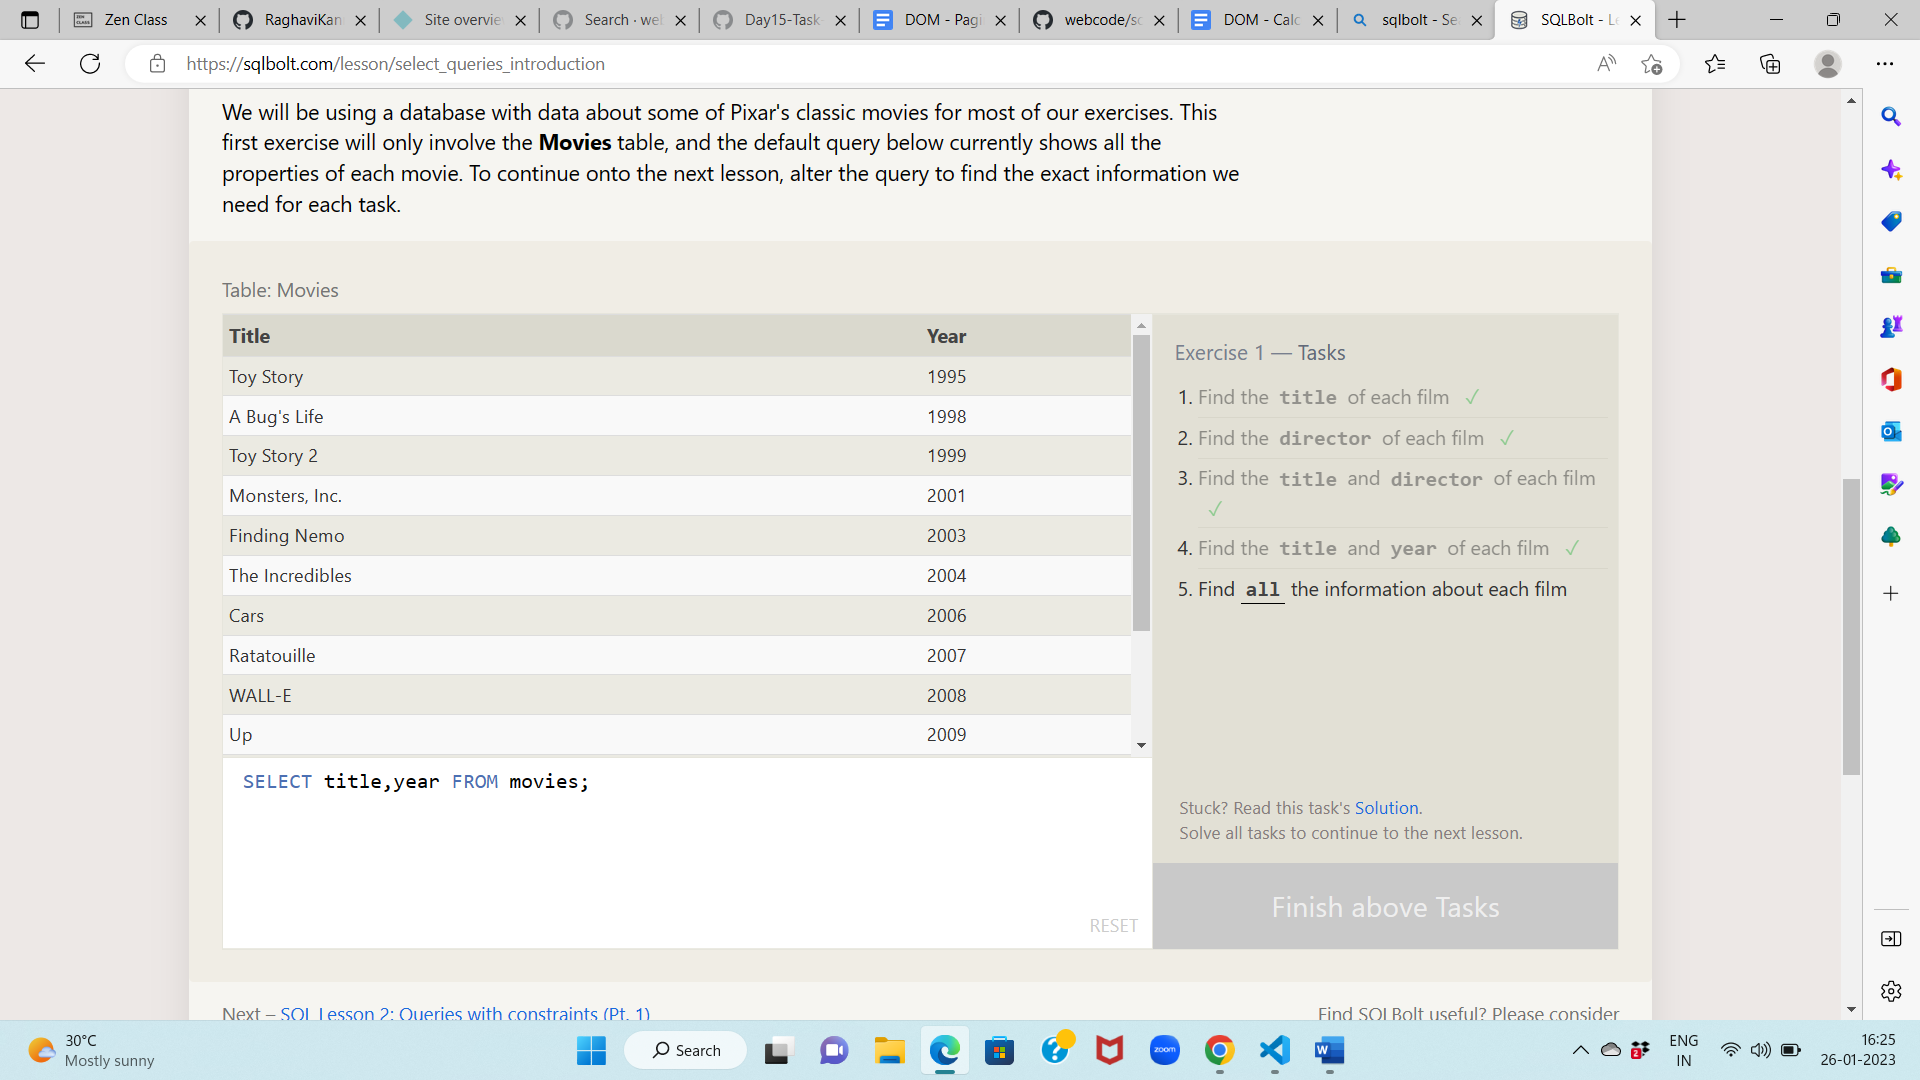 Zen Class
RaghaviKan
Site overvie
Search · we
Day15-Task
DOM - Pagi
webcode/sc
DOM - Calc
sqlbolt - Se
SQLBolt - Le
https://sqlbolt.com/lesson/select_queries_introduction
We will be using a database with data about some of Pixar's classic movies for most of our exercises. This
first exercise will only involve the Movies table, and the default query below currently shows all the
properties of each movie. To continue onto the next lesson, alter the query to find the exact information we
need for each task.
Table: Movies
Title Year
Toy Story 1995
A Bug's Life 1998
Toy Story 2 1999
Monsters, Inc. 2001
Finding Nemo 2003
The Incredibles 2004
Cars 2006
Ratatouille 2007
WALL-E 2008
Up 2009
SELECT title,year FROM movies;
RESET
Exercise 1 — Tasks
1. Find the title of each film ✓
2. Find the director of each film ✓
3. Find the title and director of each film
✓
4. Find the title and year of each film ✓
5. Find all the information about each film
Stuck? Read this task's Solution.
Solve all tasks to continue to the next lesson.
Finish above Tasks
Next – SQL Lesson 2: Queries with constraints (Pt. 1)
Find SQLBolt useful? Please consider
30°C
Mostly sunny
Search
zoom
2
ENG
IN
16:25
26-01-2023